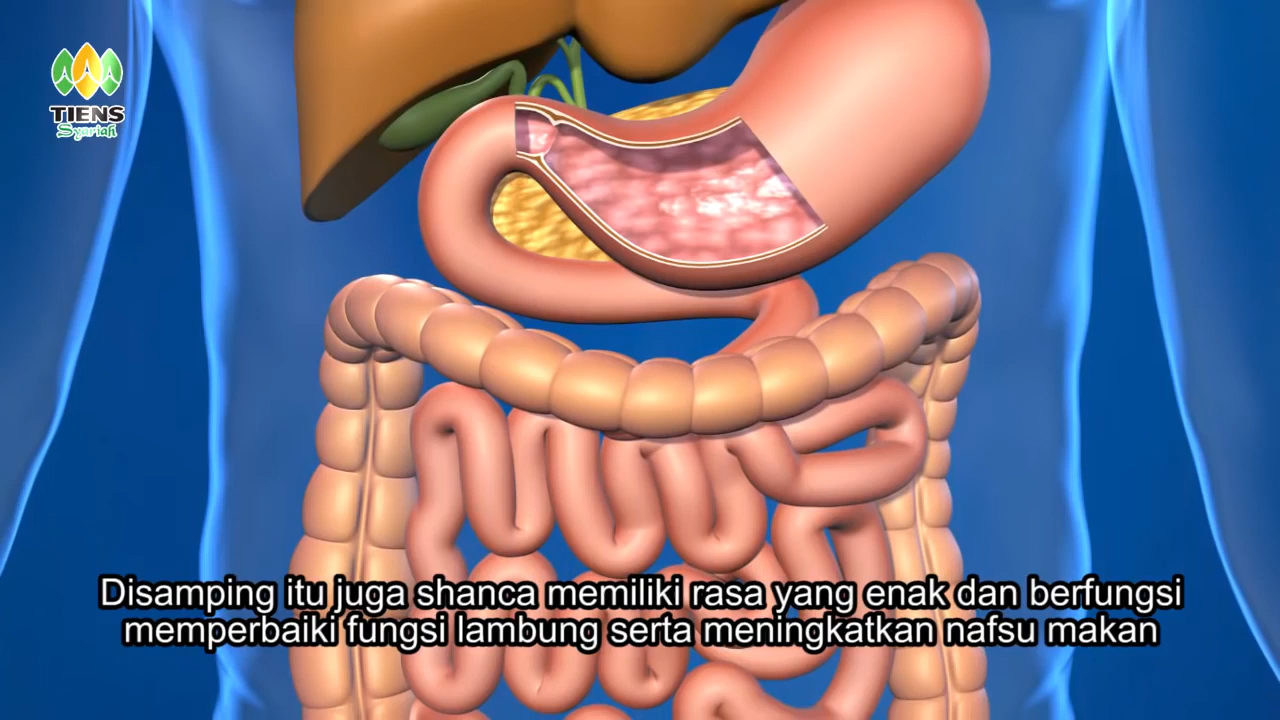 TIENS
Syariah
Disamping itu juga shanca memiliki rasa yang enak dan berfungsi
memperbaiki fungsi lambung serta meningkatkan nafsu makan